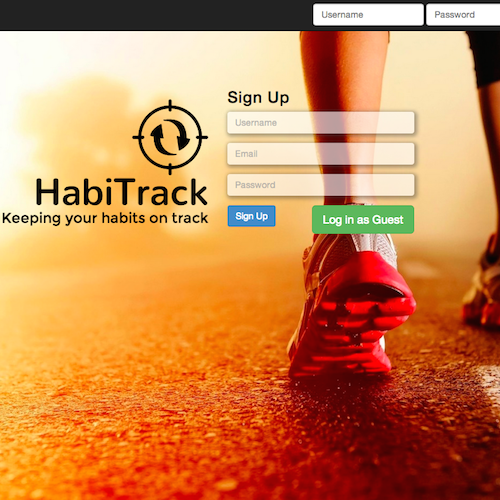 Username Password
Sign Up
Username
Email
Password
Sign Up Log in as Guest
HabiTrack
Keeping your habits on track